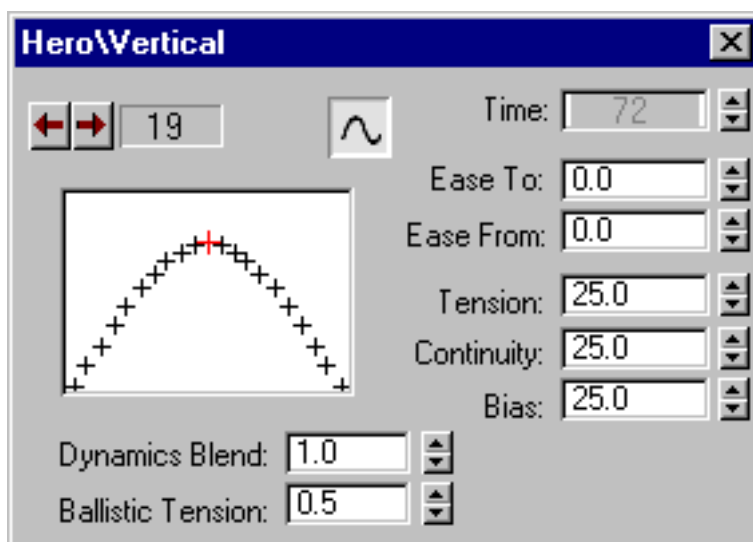 Hero\Vertical
19
Time: 72
Ease To: 0.0
Ease From: 0.0
Tension: 25.0
Continuity: 25.0
Bias: 25.0
Dynamics Blend: 1.0
Ballistic Tension: 0.5